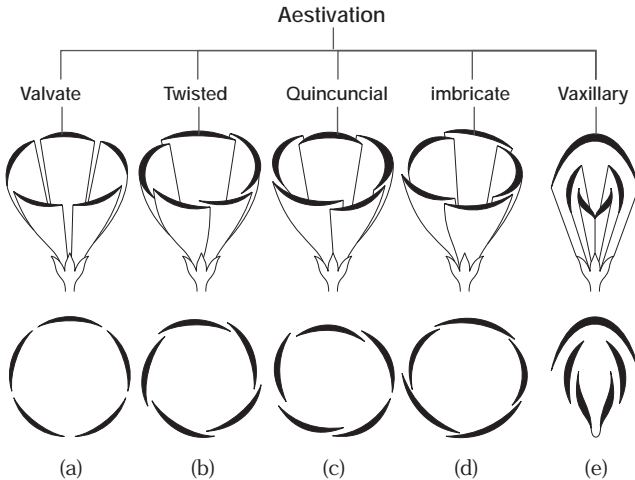 Aestivation
Valvate Twisted Quincuncial imbricate Vaxillary
(a) (b) (c) (d) (e)